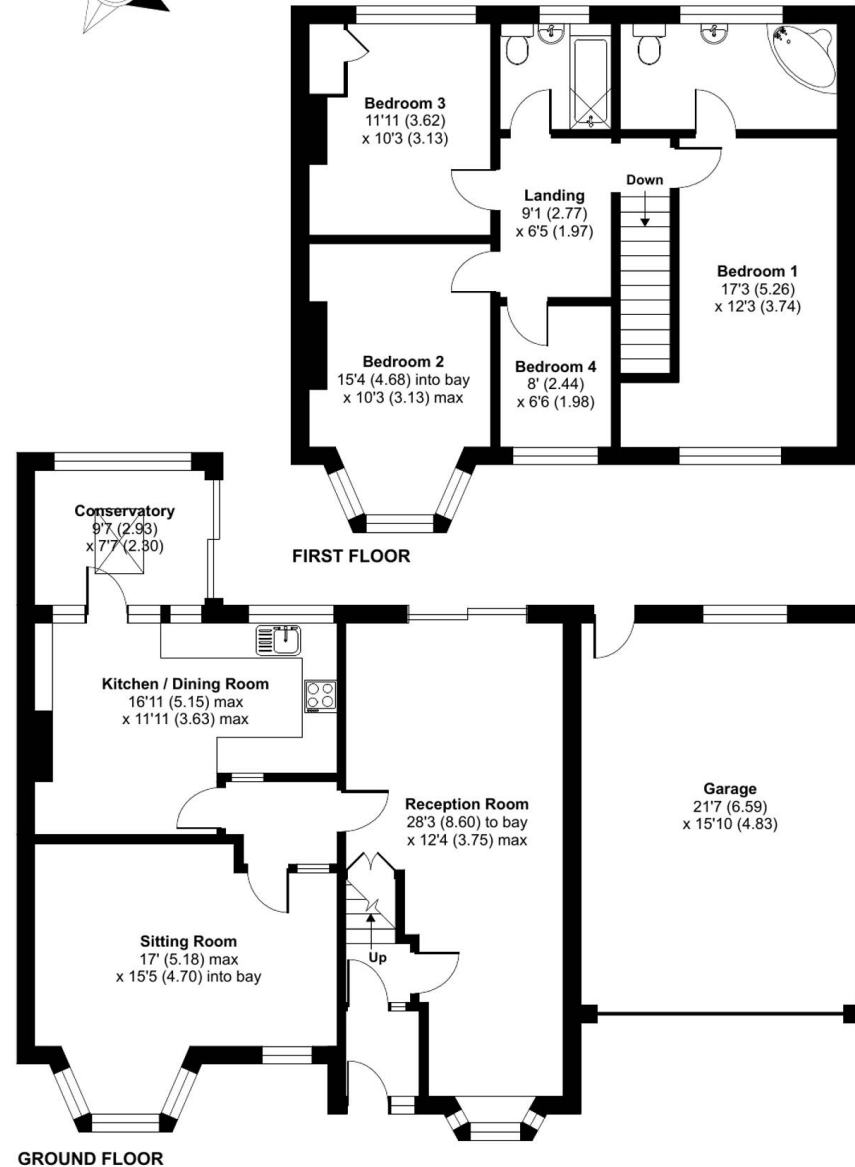 Bedroom 3
11'11 (3.62)
x 10'3 (3.13)
Landing
9'1 (2.77)
x 6'5 (1.97)
Down
Bedroom 1
17'3 (5.26)
x 12'3 (3.74)
Bedroom 2
15'4 (4.68) into bay
x 10'3 (3.13) max
Bedroom 4
8' (2.44)
x 6'6 (1.98)
FIRST FLOOR
Conservatory
9'7 (2.93)
x 7'7 (2.30)
Kitchen / Dining Room
16'11 (5.15) max
x 11'11 (3.63) max
Reception Room
28'3 (8.60) to bay
x 12'4 (3.75) max
Garage
21'7 (6.59)
x 15'10 (4.83)
Sitting Room
17' (5.18) max
x 15'5 (4.70) into bay
Up
GROUND FLOOR